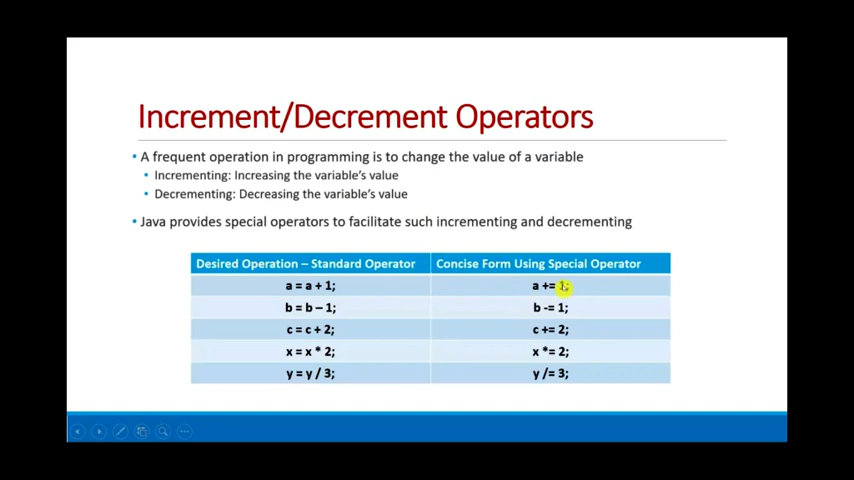 Increment/Decrement Operators
• A frequent operation in programming is to change the value of a variable
• Incrementing: Increasing the variable's value
• Decrementing: Decreasing the variable's value
• Java provides special operators to facilitate such incrementing and decrementing
Desired Operation – Standard Operator Concise Form Using Special Operator
a = a + 1; a += 1;
b = b – 1; b -= 1;
c = c + 2; c += 2;
x = x * 2; x *= 2;
y = y / 3; y /= 3;